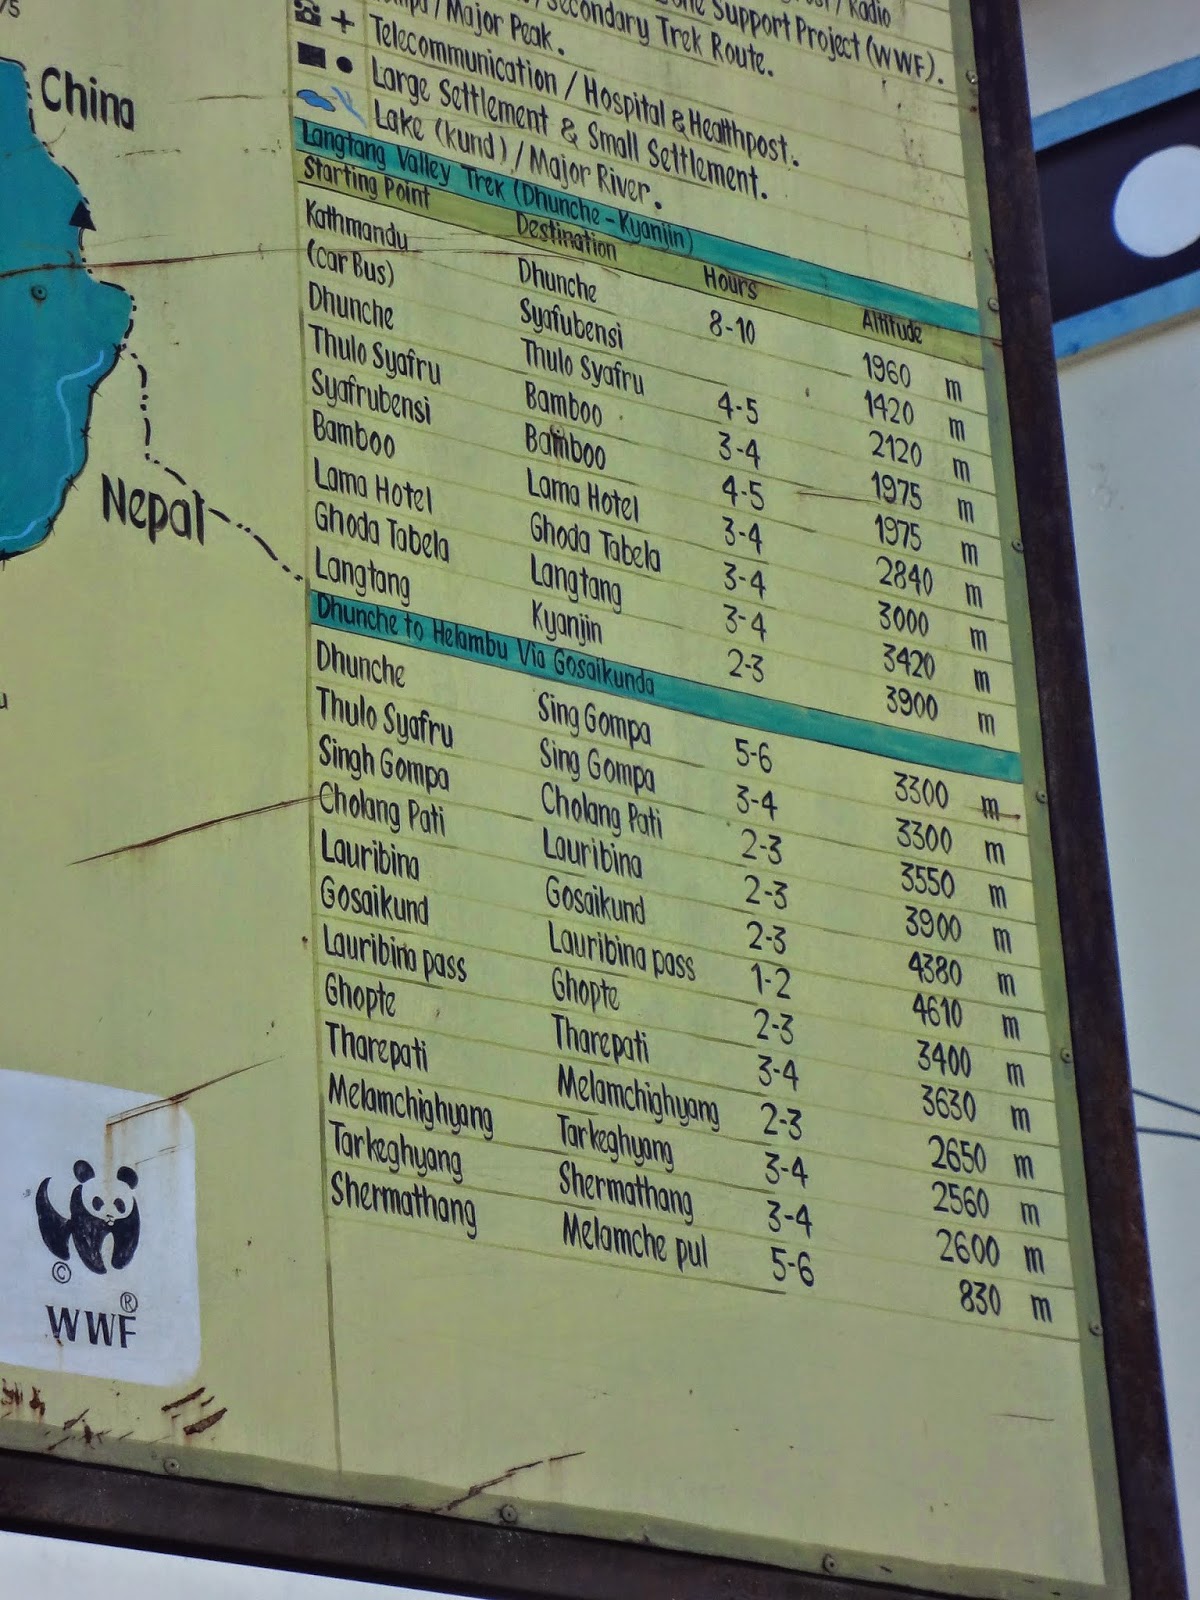 China
Nepal
/ Radio
Support Project (WWF).
/ Major Peak.
Secondary Trek Route.
Telecommunication / Hospital & Healthpost.
Large Settlement & Small Settlement.
Lake (kund) / Major River.
Langtang Valley Trek (Dhunche-Kyanjin)
Starting Point Destination Hours Altitude
Kathmandu Dhunche 8-10 1960 m
(Car Bus) Syafubensi 1420 m
Dhunche Thulo Syafru 4-5 2120 m
Thulo Syafru Bamboo 3-4 1975 m
Syafrubensi Bamboo 4-5 1975 m
Bamboo Lama Hotel 3-4 2840 m
Lama Hotel Ghoda Tabela 3-4 3000 m
Ghoda Tabela Langtang 3-4 3420 m
Langtang Kyanjin 2-3 3900 m
Dhunche to Helambu Via Gosaikunda
Dhunche Sing Gompa 5-6 3300 m
Thulo Syafru Sing Gompa 3-4 3300 m
Singh Gompa Cholang Pati 2-3 3550 m
Cholang Pati Lauribina 2-3 3900 m
Lauribina Gosaikund 2-3 4380 m
Gosaikund Lauribina pass 1-2 4610 m
Lauribina pass Ghopte 2-3 3400 m
Ghopte Tharepati 3-4 3630 m
Tharepati Melamchighyang 2-3 2650 m
Melamchighyang Tarkeghyang 3-4 2560 m
Tarkeghyang Shermathang 3-4 2600 m
Shermathang Melamche pul 5-6 830 m
© ®
WWF